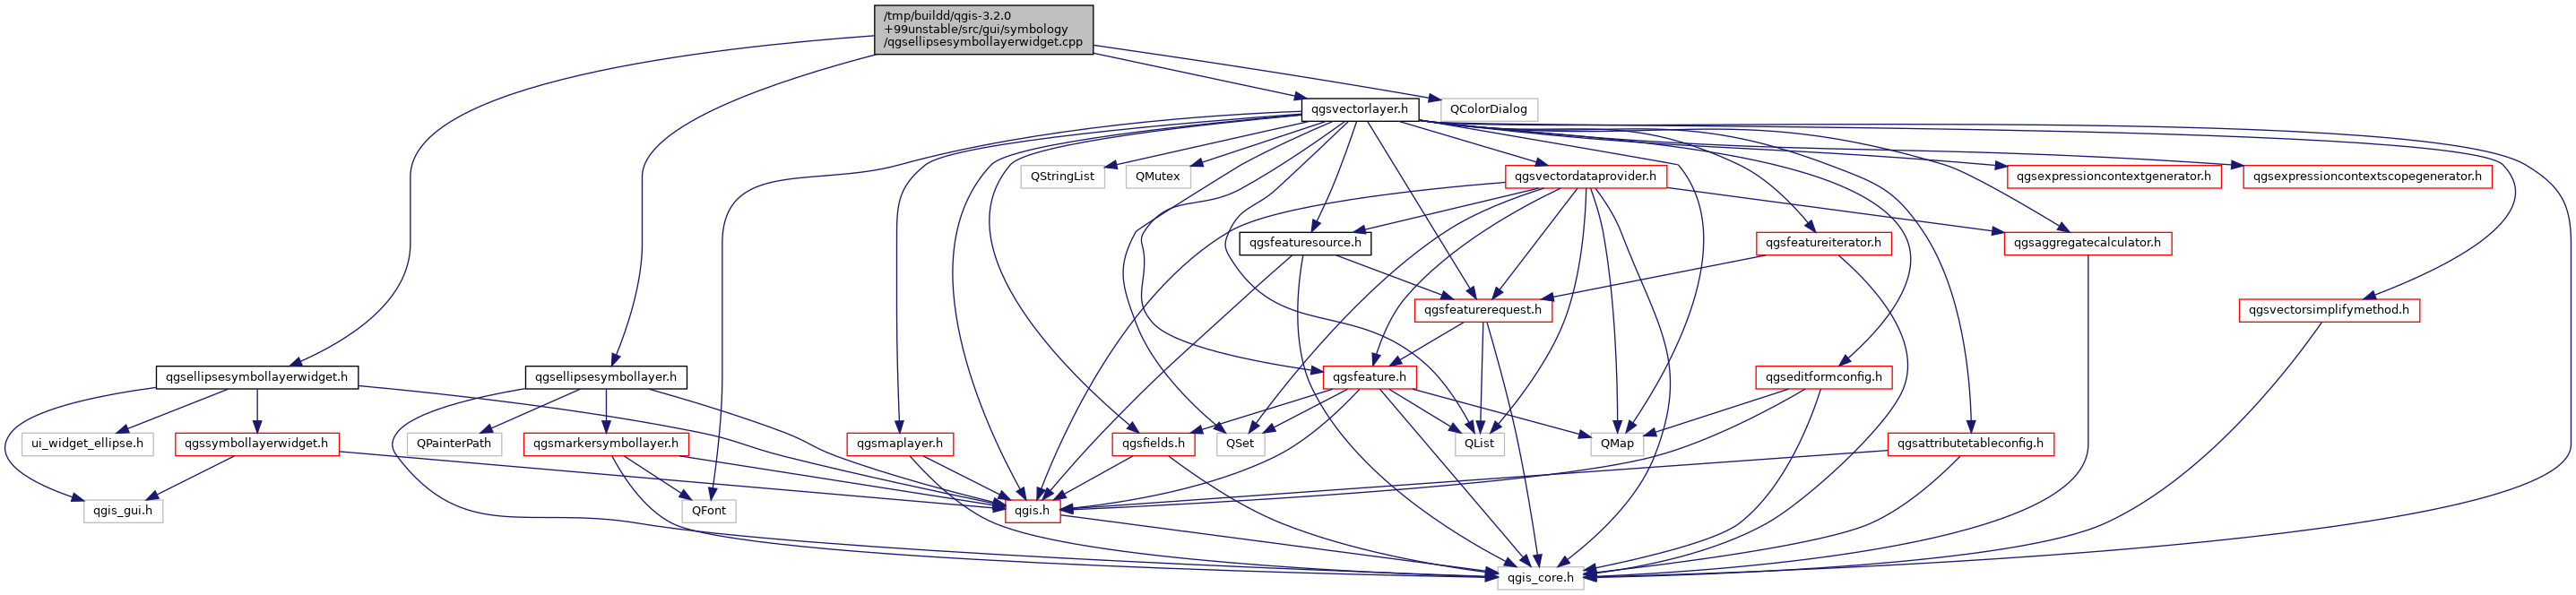 /tmp/buildd/qgis-3.2.0
+99unstable/src/gui/symbology
/qgsellipsesymbollayerwidget.cpp
qgsvectorlayer.h
QColorDialog
QStringList
QMutex
qgsvectordataprovider.h
qgsexpressioncontextgenerator.h
qgsexpressioncontextscopegenerator.h
qgsfeaturesource.h
qgsfeatureiterator.h
qgsaggregatecalculator.h
qgsfeaturerequest.h
qgsvectorsimplifymethod.h
qgsellipsesymbollayerwidget.h
qgsellipsesymbollayer.h
qgsfeature.h
qgseditformconfig.h
ui_widget_ellipse.h
qgssymbollayerwidget.h
QPainterPath
qgsmarkersymbollayer.h
qgsmaplayer.h
qgsfields.h
QSet
QList
QMap
qgsattributetableconfig.h
qgis_gui.h
QFont
qgis.h
qgis_core.h